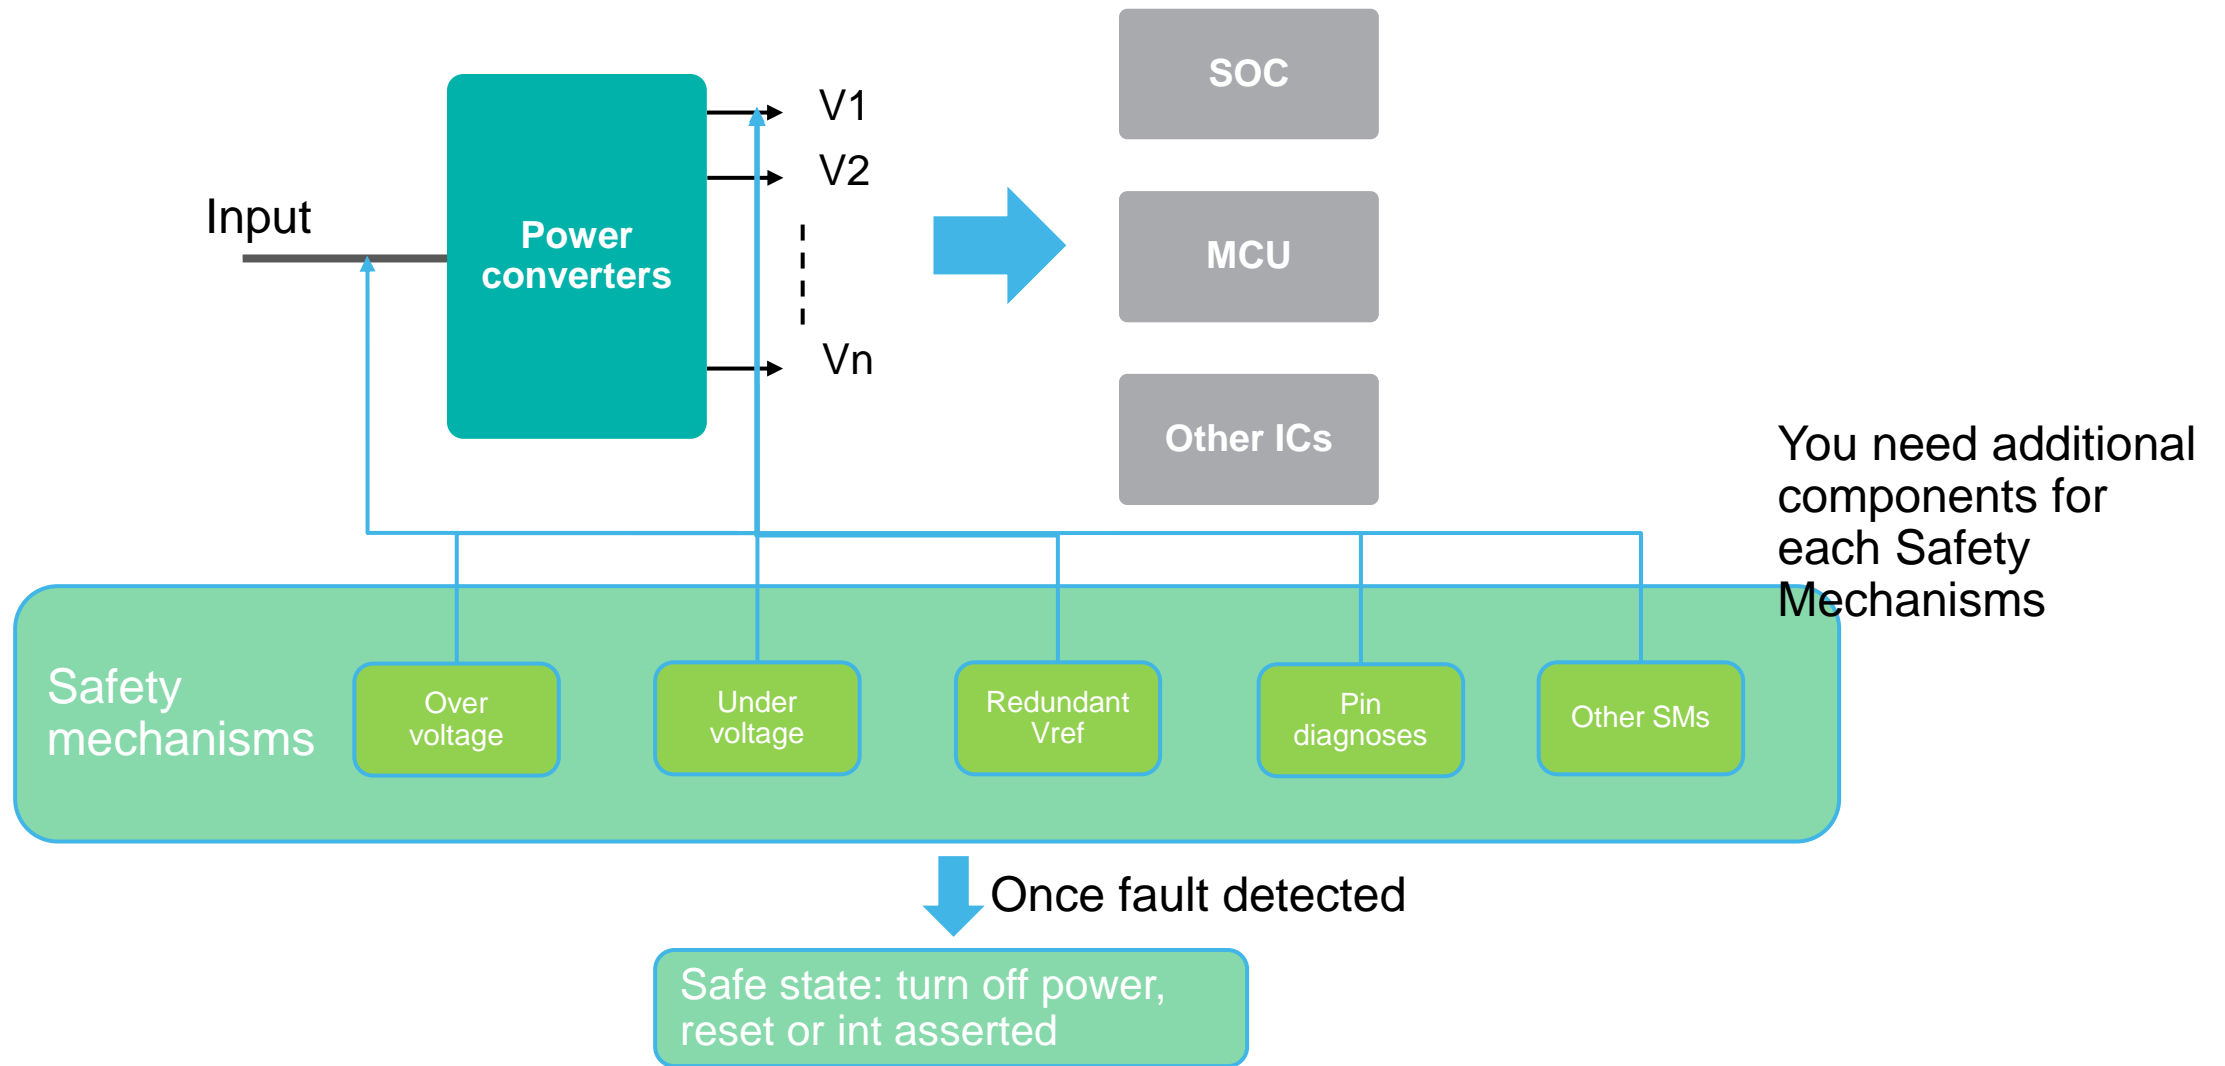 SOC
V1
V2
Input
Power
converters
MCU
Vn
Other ICs
You need additional
components for
each Safety
Mechanisms
Safety
mechanisms
Over
voltage
Under
voltage
Redundant
Vref
Pin
diagnoses
Other SMs
Once fault detected
Safe state: turn off power,
reset or int asserted